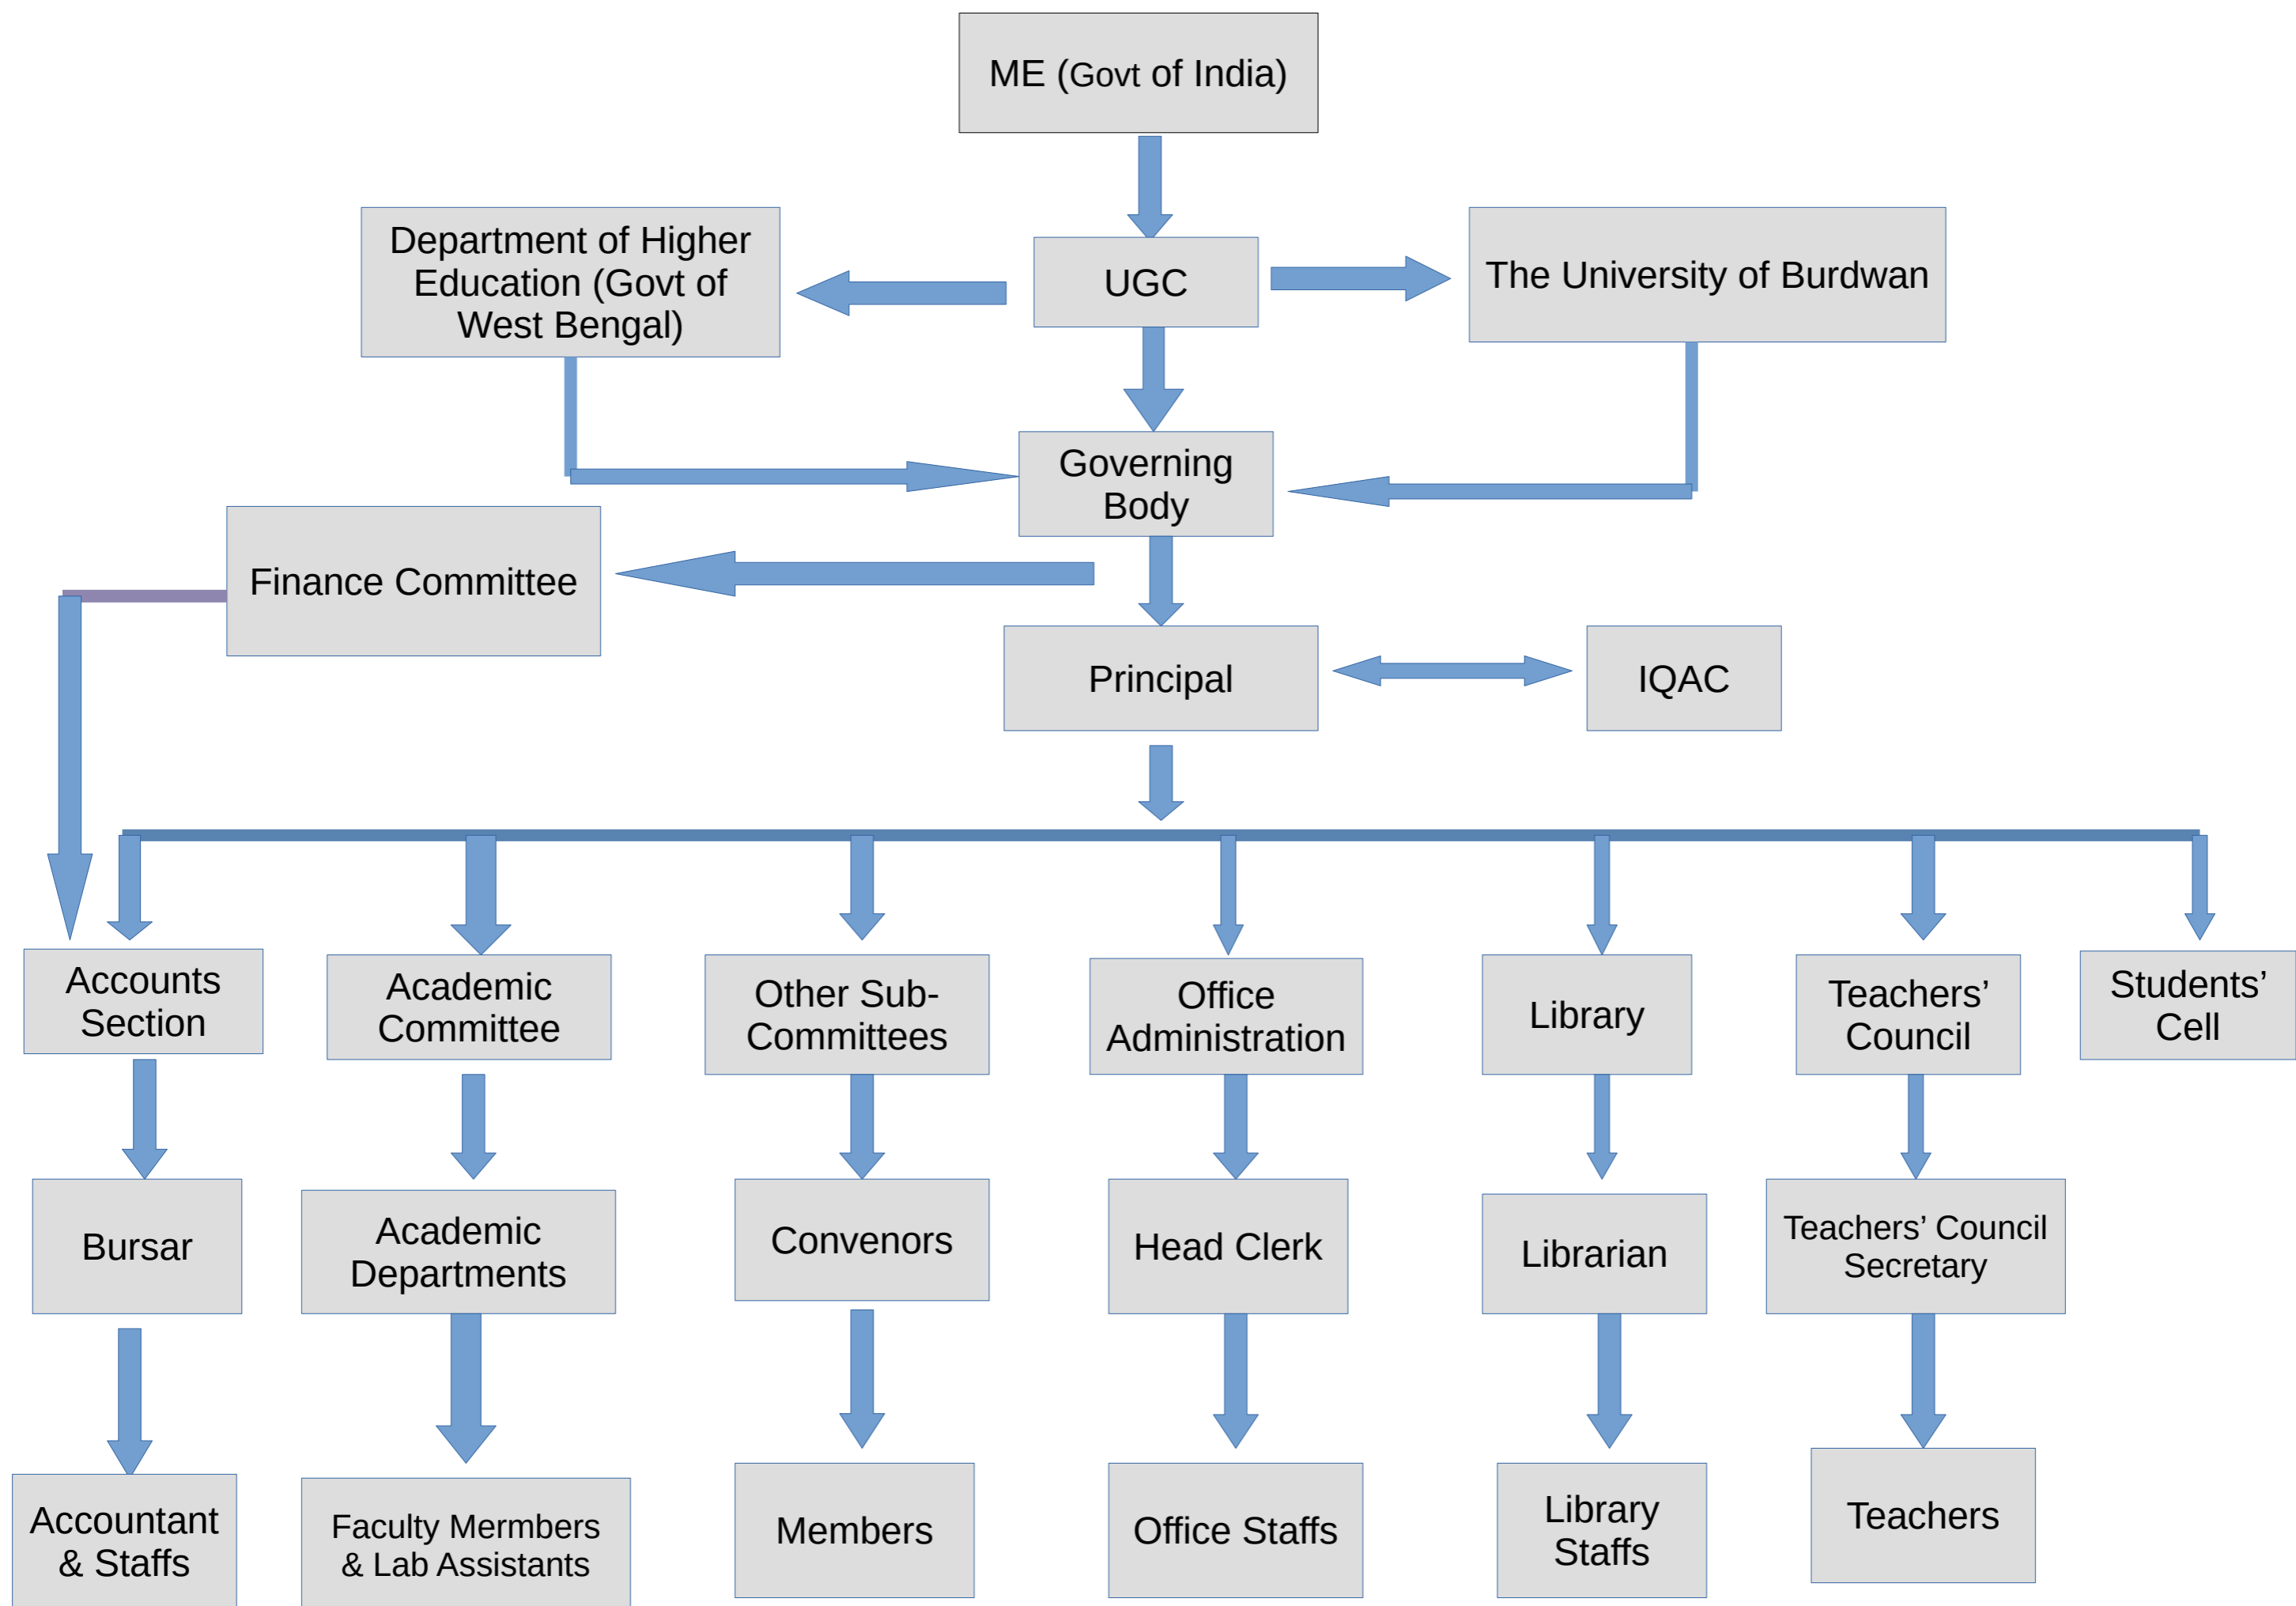 ME (Govt of India)
Department of Higher
Education (Govt of
West Bengal)
UGC
The University of Burdwan
Governing
Body
Finance Committee
Principal
IQAC
Accounts
Section
Academic
Committee
Other Sub-
Committees
Office
Administration
Library
Teachers’
Council
Students’
Cell
Bursar
Academic
Departments
Convenors
Head Clerk
Librarian
Teachers’ Council
Secretary
Accountant
& Staffs
Faculty Mermbers
& Lab Assistants
Members
Office Staffs
Library
Staffs
Teachers